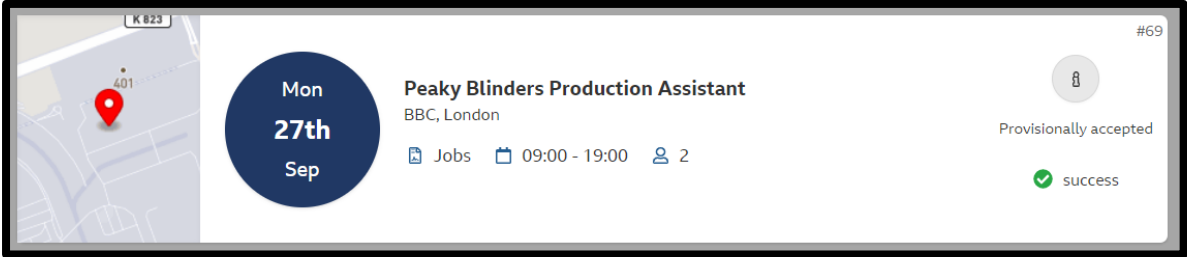 K 823
401
Mon
27th
Sep
Peaky Blinders Production Assistant
BBC, London
Jobs 09:00 - 19:00 2
#69
Provisionally accepted
success